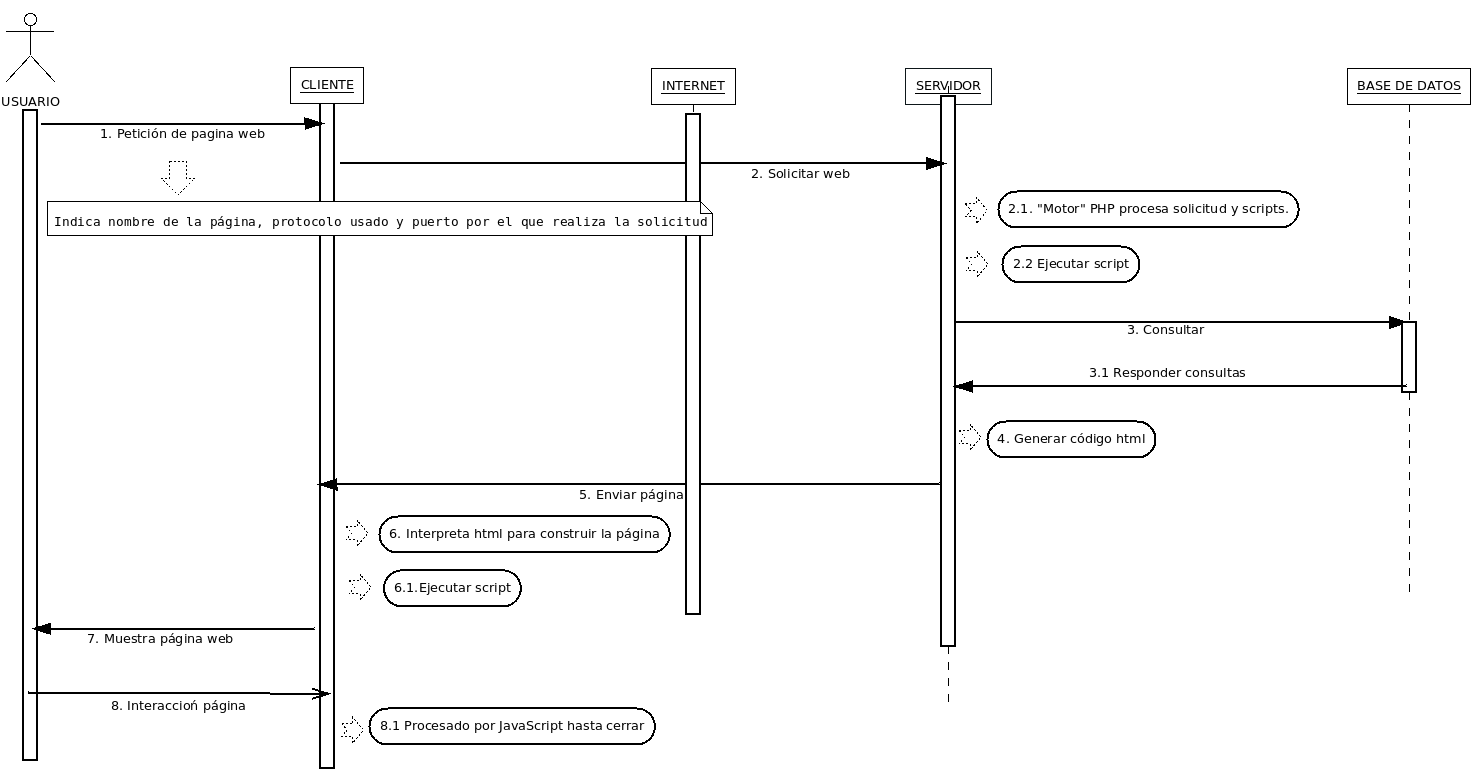 USUARIO
CLIENTE
INTERNET
SERVIDOR
BASE DE DATOS
1. Petición de pagina web
2. Solicitar web
Indica nombre de la página, protocolo usado y puerto por el que realiza la solicitud
2.1. "Motor" PHP procesa solicitud y scripts.
2.2 Ejecutar script
3. Consultar
3.1 Responder consultas
4. Generar código html
5. Enviar página
6. Interpreta html para construir la página
6.1.Ejecutar script
7. Muestra página web
8. Interaccioń página
8.1 Procesado por JavaScript hasta cerrar